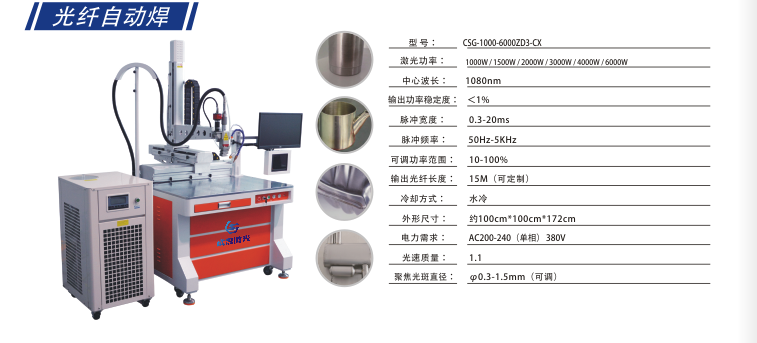 光纤自动焊
型 号： CSG-1000-6000ZD3-CX
激光功率： 1000W / 1500W / 2000W / 3000W / 4000W / 6000W
中心波长： 1080nm
输出功率稳定度： ＜1%
脉冲宽度： 0.3-20ms
脉冲频率： 50Hz-5KHz
可调功率范围： 10-100%
输出光纤长度： 15M（可定制）
冷却方式： 水冷
外形尺寸： 约100cm*100cm*172cm
电力需求： AC200-240（单相）380V
光速质量： 1.1
聚焦光斑直径： φ0.3-1.5mm（可调）